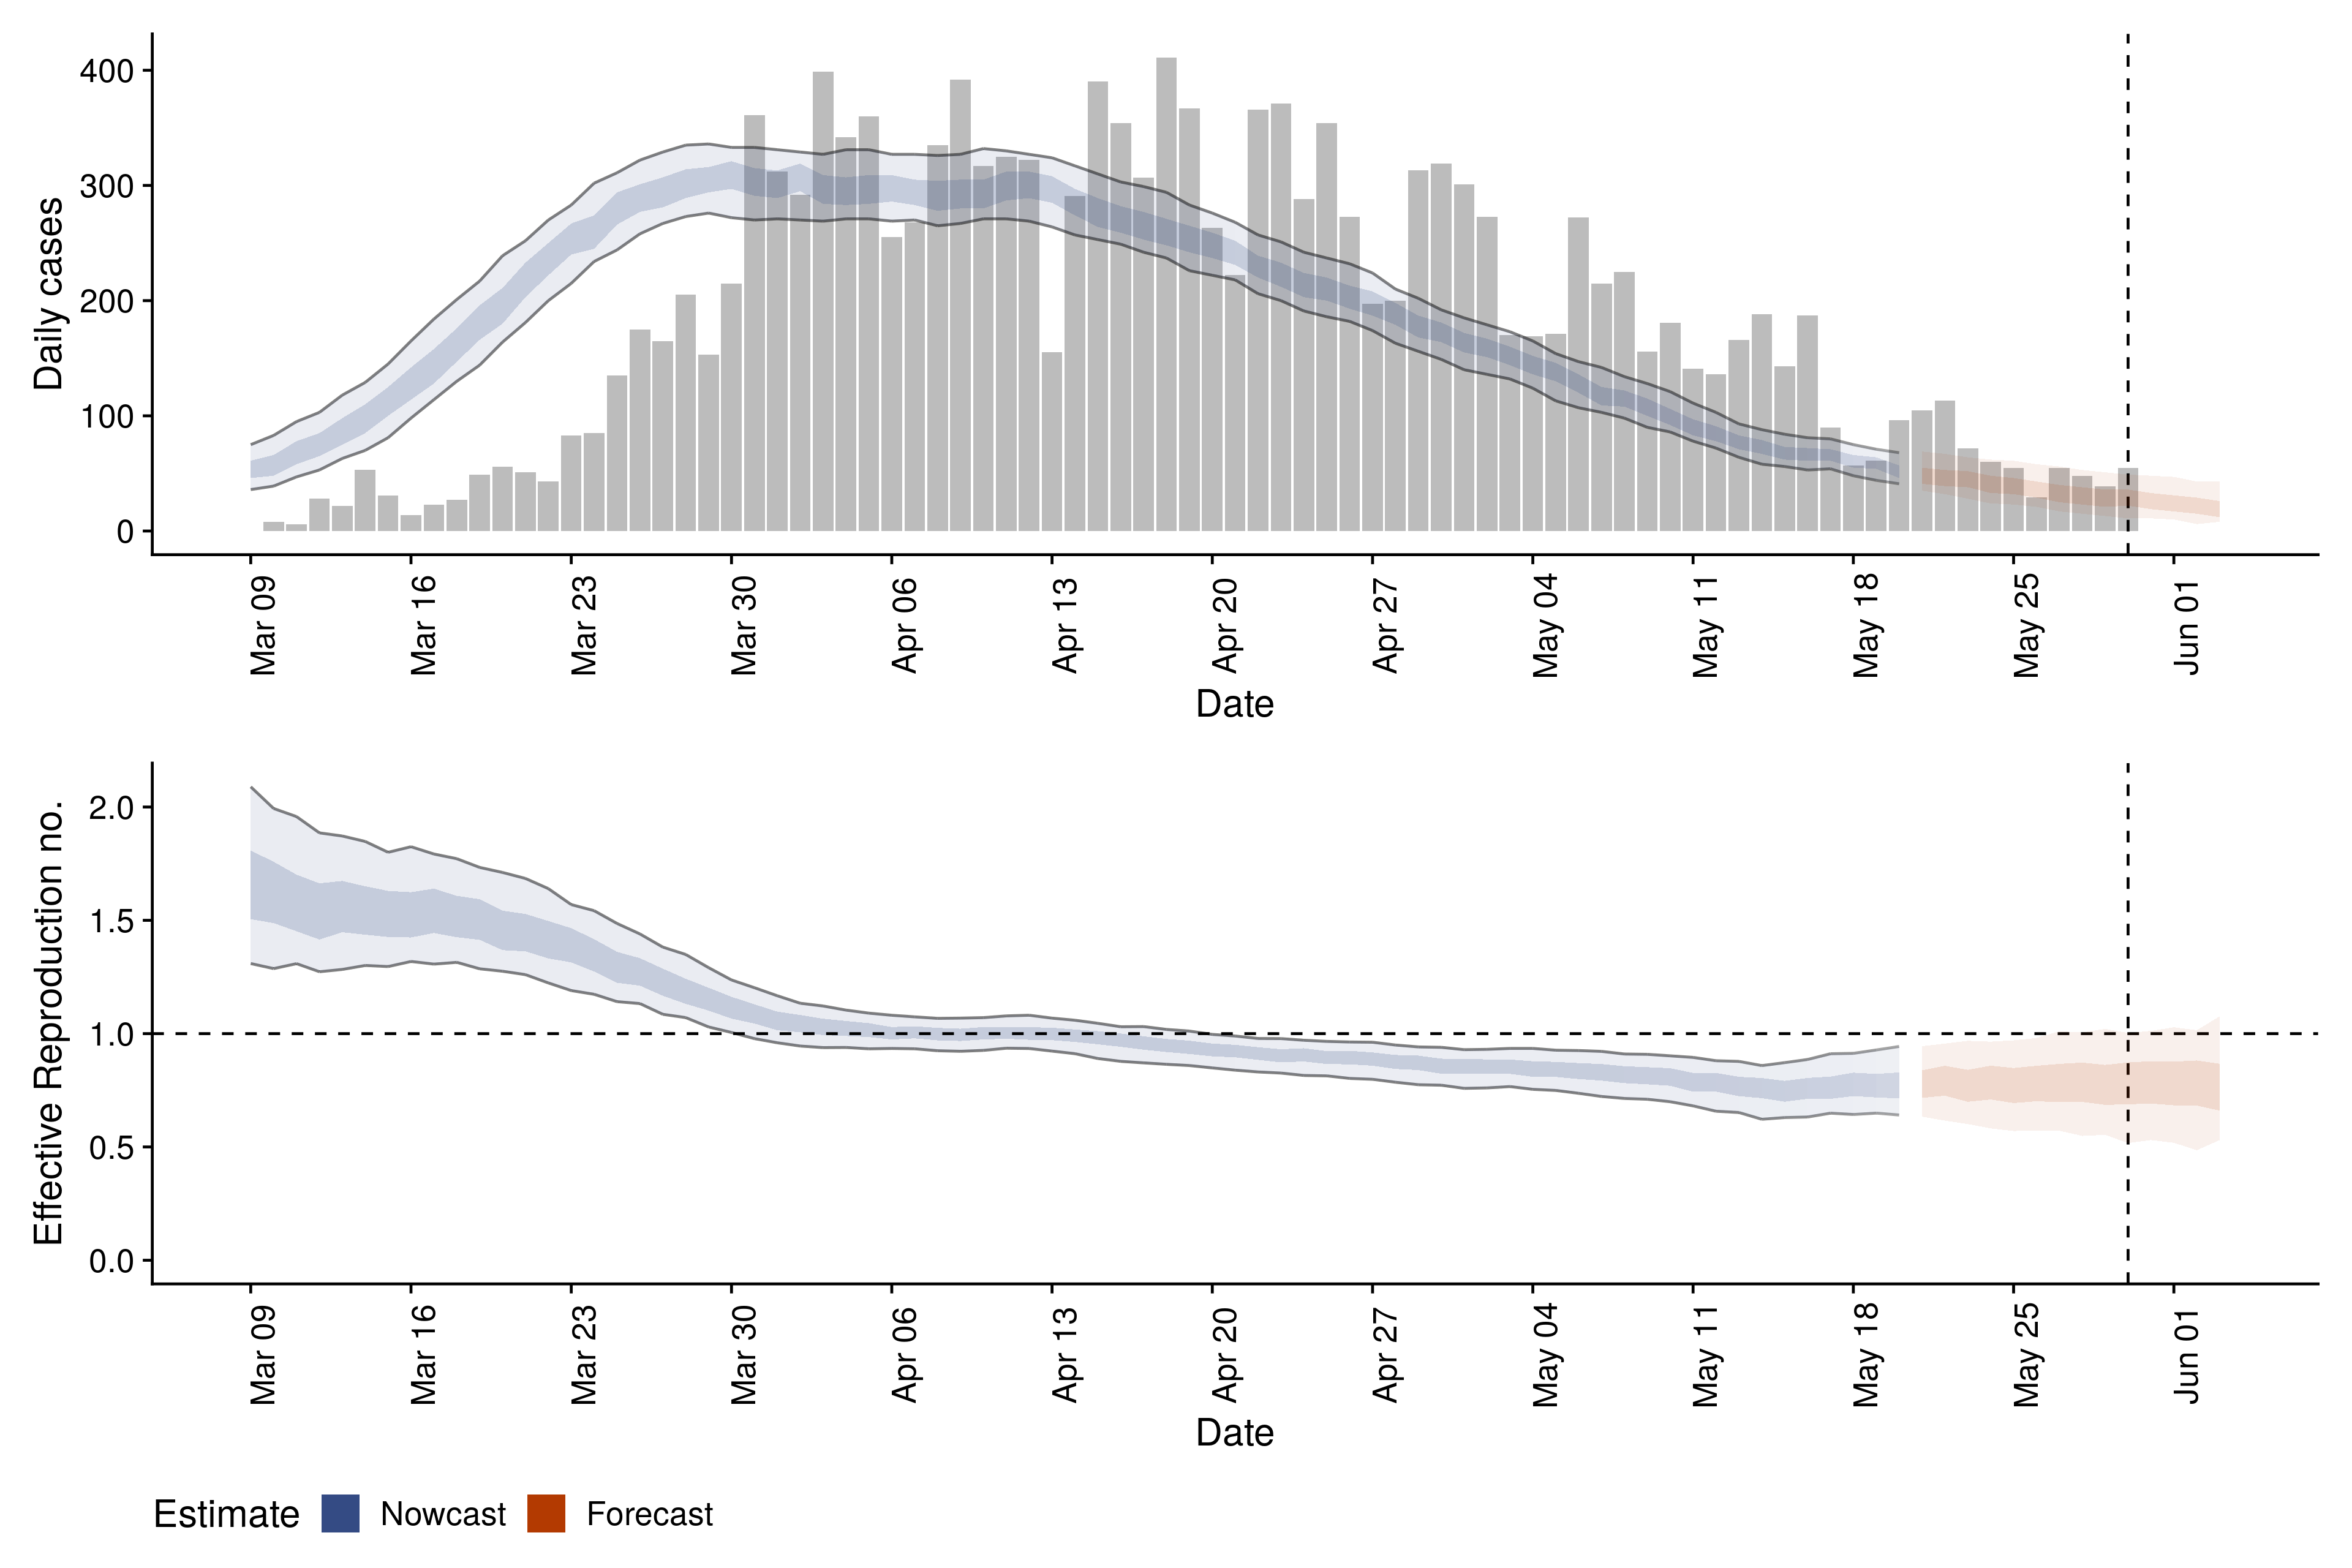 Daily cases
400
300
200
100
0
Mar 09
Mar 16
Mar 23
Mar 30
Apr 06
Apr 13
Apr 20
Apr 27
May 04
May 11
May 18
May 25
Jun 01
Date
Effective Reproduction no.
2.0
1.5
1.0
0.5
0.0
Mar 09
Mar 16
Mar 23
Mar 30
Apr 06
Apr 13
Apr 20
Apr 27
May 04
May 11
May 18
May 25
Jun 01
Date
Estimate Nowcast Forecast